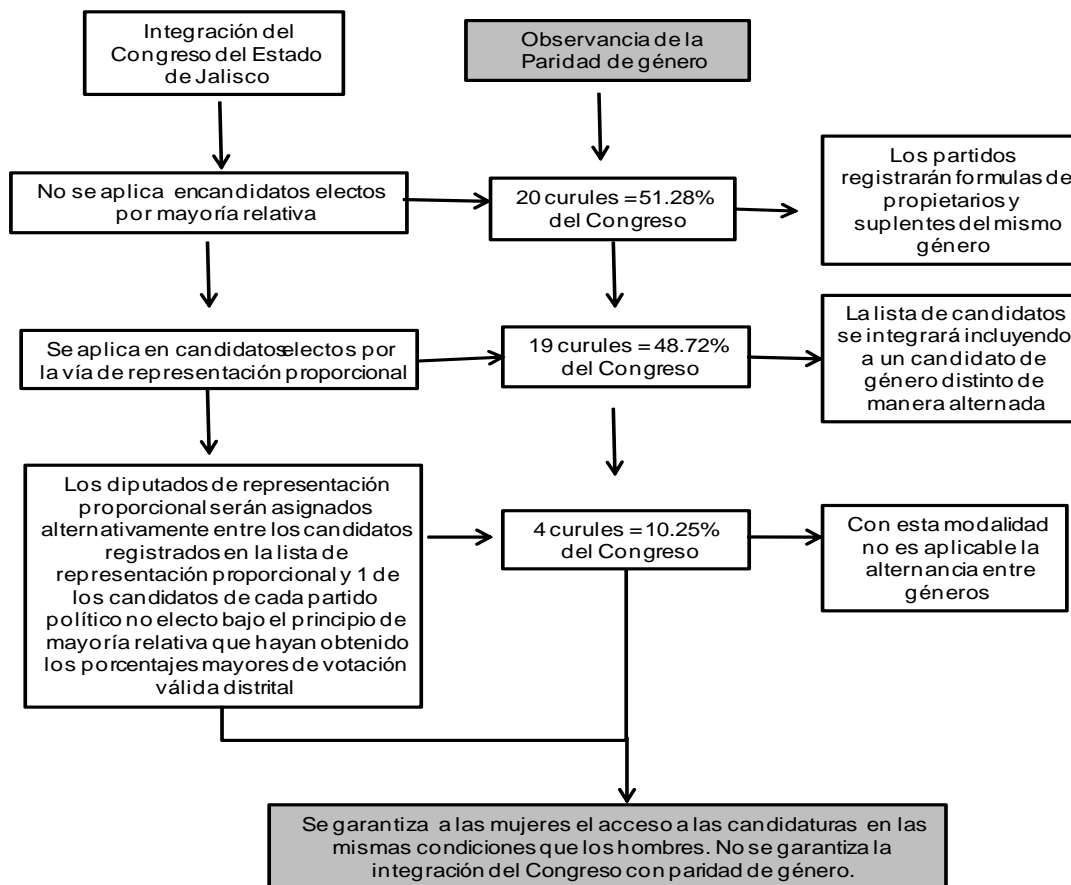 Integración del
Congreso del Estado
de Jalisco
Observancia de la
Paridad de género
No se aplica encandidatos electos
por mayoría relativa
20 curules = 51.28%
del Congreso
Los partidos
registrarán formulas de
propietarios y
suplentes del mismo
género
Se aplica en candidatoselectos por
la vía de representación proporcional
19 curules = 48.72%
del Congreso
La lista de candidatos
se integrará incluyendo
a un candidato de
género distinto de
manera alternada
Los diputados de representación
proporcional serán asignados
alternativamente entre los candidatos
registrados en la lista de
representación proporcional y 1 de
los candidatos de cada partido
político no electo bajo el principio de
mayoría relativa que hayan obtenido
los porcentajes mayores de votación
válida distrital
4 curules = 10.25%
del Congreso
Con esta modalidad
no es aplicable la
alternancia entre
géneros
Se garantiza a las mujeres el acceso a las candidaturas en las
mismas condiciones que los hombres. No se garantiza la
integración del Congreso con paridad de género.